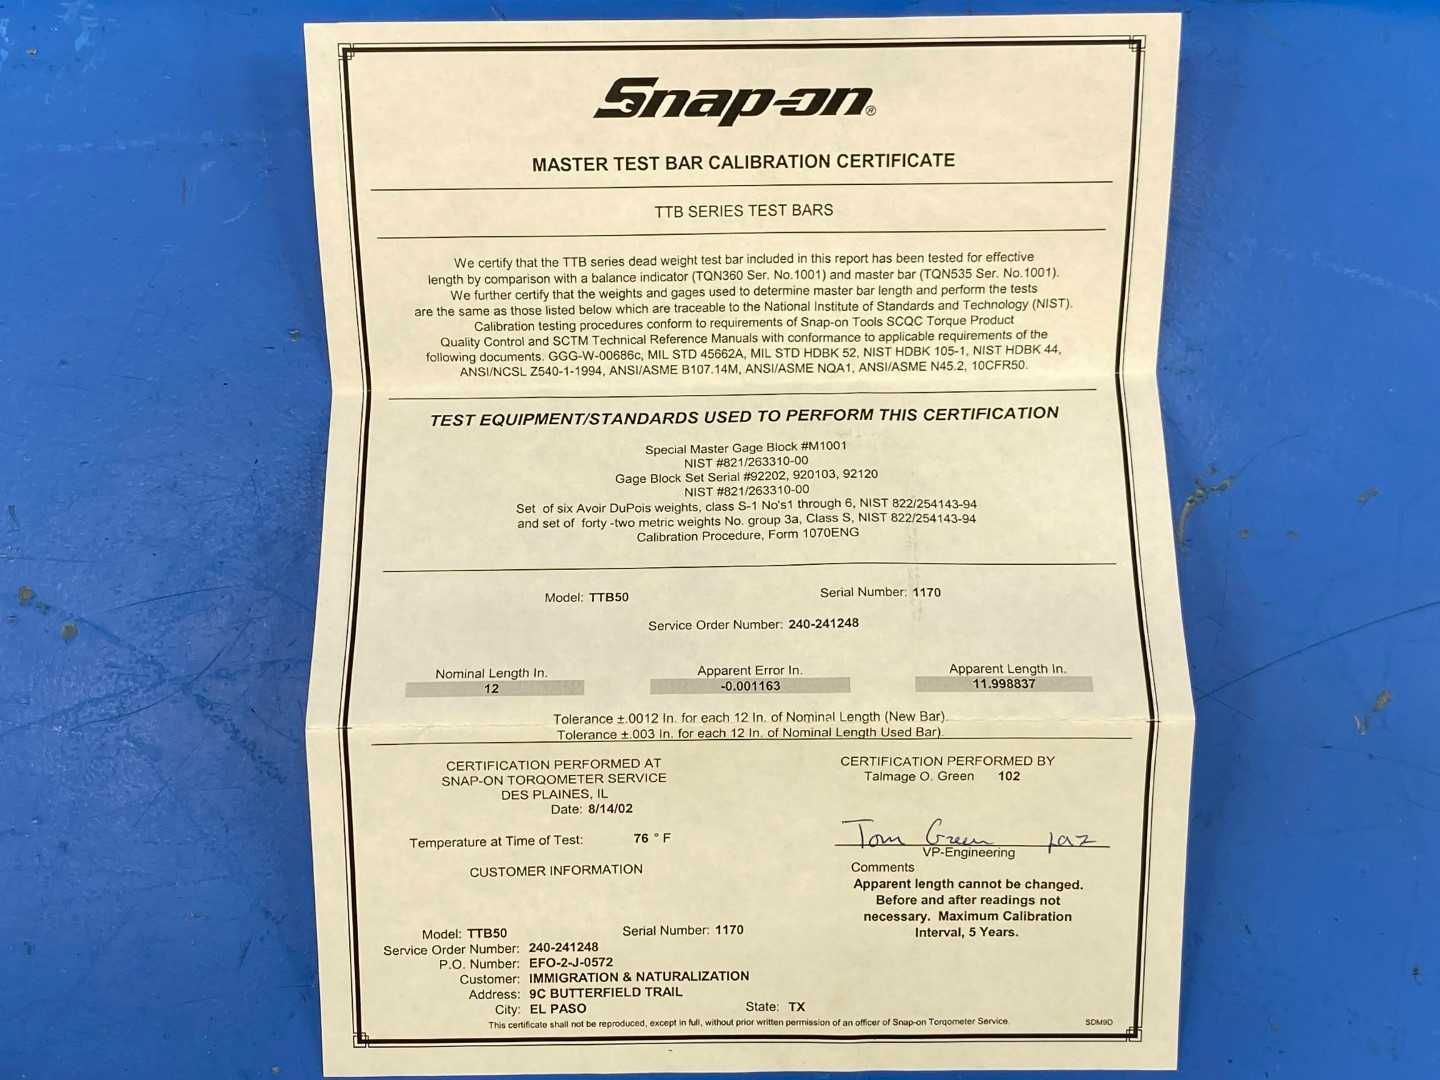 Snap-on®
MASTER TEST BAR CALIBRATION CERTIFICATE
TTB SERIES TEST BARS
We certify that the TTB series dead weight test bar included in this report has been tested for effective
length by comparison with a balance indicator (TQN360 Ser. No.1001) and master bar (TQN535 Ser. No.1001).
We further certify that the weights and gages used to determine master bar length and perform the tests
are the same as those listed below which are traceable to the National Institute of Standards and Technology (NIST).
Calibration testing procedures conform to requirements of Snap-on Tools SCQC Torque Product
Quality Control and SCTM Technical Reference Manuals with conformance to applicable requirements of the
following documents. GGG-W-00686c, MIL STD 45662A, MIL STD HDBK 52, NIST HDBK 105-1, NIST HDBK 44,
ANSI/NCSL Z540-1-1994, ANSI/ASME B107.14M, ANSI/ASME NQA1, ANSI/ASME N45.2, 10CFR50.
TEST EQUIPMENT/STANDARDS USED TO PERFORM THIS CERTIFICATION
Special Master Gage Block #M1001
NIST #821/263310-00
Gage Block Set Serial #92202, 920103, 92120
NIST #821/263310-00
Set of six Avoir DuPois weights, class S-1 No's1 through 6, NIST 822/254143-94
and set of forty -two metric weights No. group 3a, Class S, NIST 822/254143-94
Calibration Procedure, Form 1070ENG
Model: TTB50 Serial Number: 1170
Service Order Number: 240-241248
Nominal Length In. Apparent Error In. Apparent Length In.
12 -0.001163 11.998837
Tolerance ±.0012 In. for each 12 In. of Nominal Length (New Bar).
Tolerance ±.003 In. for each 12 In. of Nominal Length Used Bar).
CERTIFICATION PERFORMED AT
SNAP-ON TORQOMETER SERVICE
DES PLAINES, IL
Date: 8/14/02
Temperature at Time of Test: 76 ° F
CERTIFICATION PERFORMED BY
Talmage O. Green 102
Tom Green 102
VP-Engineering
Comments
Apparent length cannot be changed.
Before and after readings not
necessary. Maximum Calibration
Interval, 5 Years.
CUSTOMER INFORMATION
Model: TTB50 Serial Number: 1170
Service Order Number: 240-241248
P.O. Number: EFO-2-J-0572
Customer: IMMIGRATION & NATURALIZATION
Address: 9C BUTTERFIELD TRAIL
City: EL PASO State: TX
This certificate shall not be reproduced, except in full, without prior written permission of an officer of Snap-on Torqometer Service. SDM9D